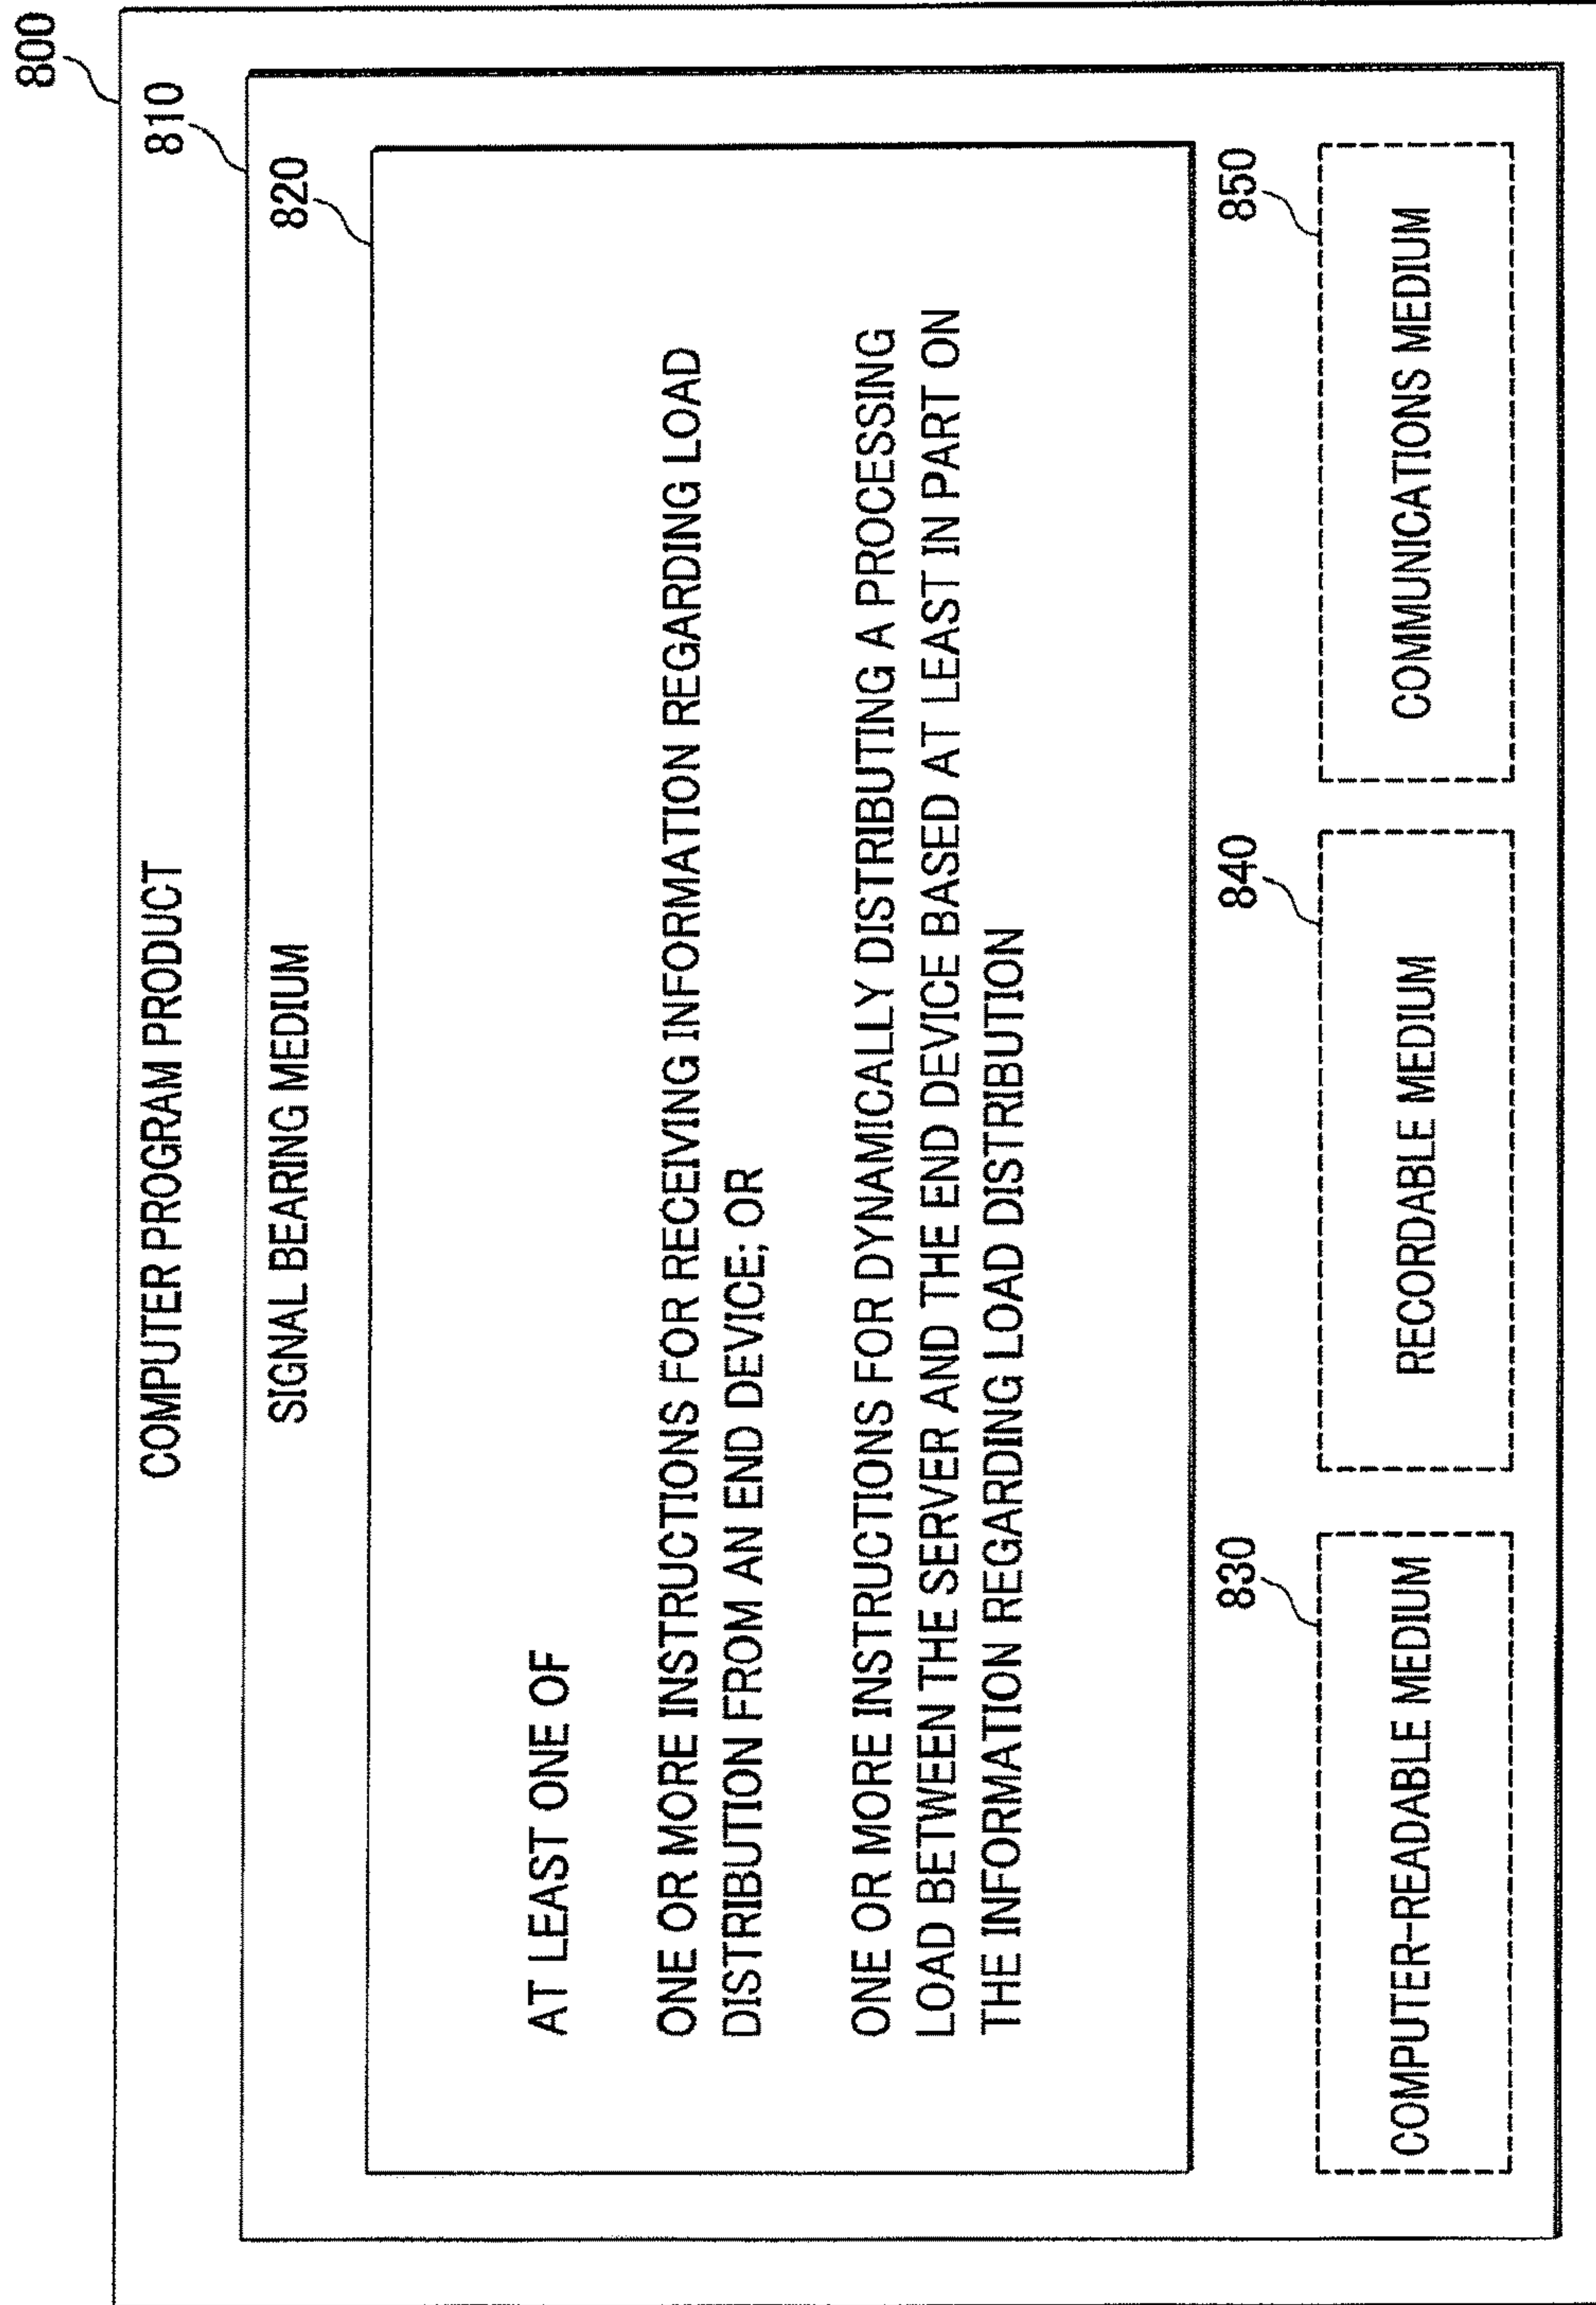 800
COMPUTER PROGRAM PRODUCT
810
SIGNAL BEARING MEDIUM
820
AT LEAST ONE OF
ONE OR MORE INSTRUCTIONS FOR RECEIVING INFORMATION REGARDING LOAD
DISTRIBUTION FROM AN END DEVICE; OR
ONE OR MORE INSTRUCTIONS FOR DYNAMICALLY DISTRIBUTING A PROCESSING
LOAD BETWEEN THE SERVER AND THE END DEVICE BASED AT LEAST IN PART ON
THE INFORMATION REGARDING LOAD DISTRIBUTION
830
COMPUTER-READABLE MEDIUM
840
RECORDABLE MEDIUM
850
COMMUNICATIONS MEDIUM